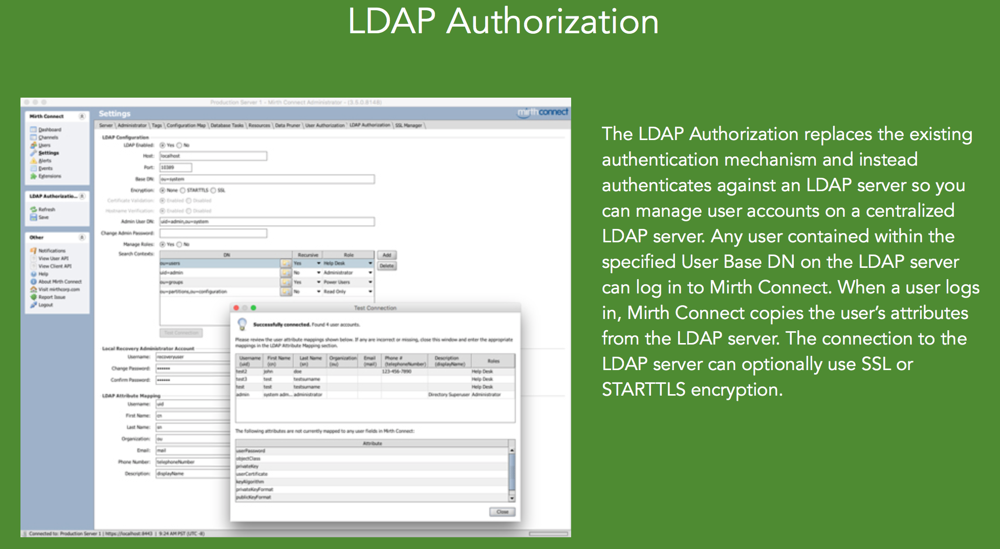 LDAP Authorization
Production Server 1 - Mirth Connect Administrator - (3.5.0.8148)
Mirth Connect
Dashboard
Channels
Users
Settings
Alerts
Events
Extensions
LDAP Authorizatio...
Refresh
Save
Other
Notifications
View User API
View Client API
Help
About Mirth Connect
Visit mirthcorp.com
Report Issue
Logout
Settings
mirthconnect
Server Administrator Tags Configuration Map Database Tasks Resources Data Pruner User Authorization LDAP Authorization SSL Manager
LDAP Configuration
LDAP Enabled: Yes No
Host: localhost
Port: 10389
Base DN: ou=system
Encryption: None STARTTLS SSL
Certificate Validation: Enabled Disabled
Hostname Verification: Enabled Disabled
Admin User DN: uid=admin,ou=system
Change Admin Password:
Manage Roles: Yes No
Search Contexts: DN Recursive Role Add
ou=users Yes Help Desk Delete
uid=admin No Administrator
ou=groups Yes Power Users
ou=partitions,ou=configuration No Read Only
Test Connection
Local Recovery Administrator Account
Username: recoveryuser
Change Password: ••••••
Confirm Password: ••••••
LDAP Attribute Mapping
Username: uid
First Name: cn
Last Name: sn
Organization: ou
Email: mail
Phone Number: telephoneNumber
Description: displayName
Test Connection
Successfully connected. Found 4 user accounts.
Please review the user attribute mappings shown below. If any are incorrect or missing, close this window and enter the appropriate
mappings in the LDAP Attribute Mapping section.
Username First Name Last Name Organization Email Phone # Description Roles
(uid) (cn) (sn) (ou) (mail) (telephoneNumber) (displayName)
test2 john doe 123-456-7890 Help Desk
test3 test testsurname Help Desk
test test testsurname Help Desk
admin system adm... administrator Directory Superuser Administrator
The following attributes are not currently mapped to any user fields in Mirth Connect:
Attribute
userPassword
objectClass
privateKey
userCertificate
keyAlgorithm
privateKeyFormat
publicKeyFormat
Close
Connected to: Production Server 1 | https://localhost:8443 | 9:24 AM PST (UTC -8)
The LDAP Authorization replaces the existing
authentication mechanism and instead
authenticates against an LDAP server so you
can manage user accounts on a centralized
LDAP server. Any user contained within the
specified User Base DN on the LDAP server
can log in to Mirth Connect. When a user logs
in, Mirth Connect copies the user’s attributes
from the LDAP server. The connection to the
LDAP server can optionally use SSL or
STARTTLS encryption.